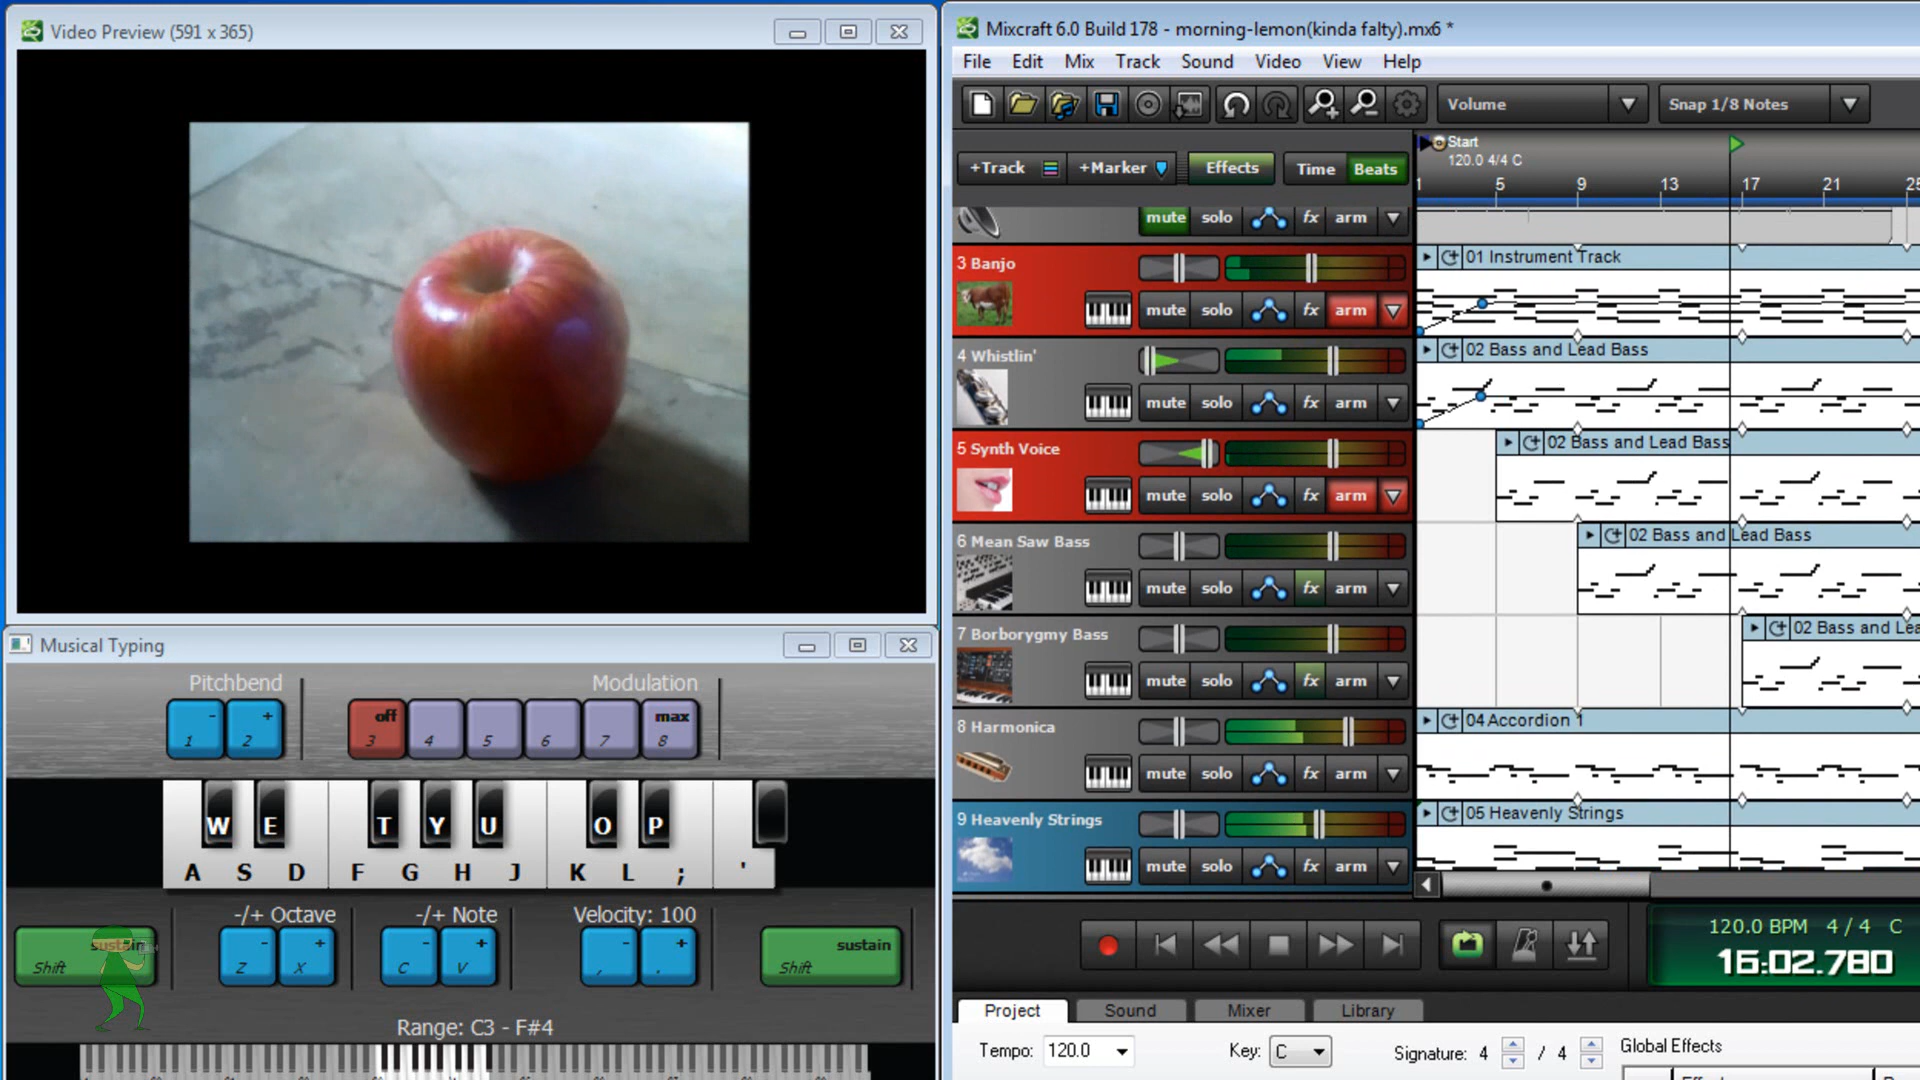 Video Preview (591 x 365)
Mixcraft 6.0 Build 178 - morning-lemon(kinda falty).mx6 *
File Edit Mix Track Sound Video View Help
Volume Snap 1/8 Notes
+Track +Marker Effects Time Beats
Start
120.0 4/4 C
1 5 9 13 17 21 25
mute solo fx arm
3 Banjo
mute solo fx arm
01 Instrument Track
4 Whistlin'
mute solo fx arm
02 Bass and Lead Bass
5 Synth Voice
mute solo fx arm
02 Bass and Lead Bass
6 Mean Saw Bass
mute solo fx arm
02 Bass and Lead Bass
7 Borborygmy Bass
mute solo fx arm
02 Bass and Lea
8 Harmonica
mute solo fx arm
04 Accordion 1
9 Heavenly Strings
mute solo fx arm
05 Heavenly Strings
120.0 BPM 4 / 4 C
16:02.780
Project Sound Mixer Library
Tempo: 120.0 Key: C Signature: 4 / 4 Global Effects
Musical Typing
Pitchbend Modulation
- + off max
1 2 3 4 5 6 7 8
W E T Y U O P
A S D F G H J K L ; '
-/+ Octave -/+ Note Velocity: 100
sustain - + - + - + sustain
Shift Z X C V , . Shift
Range: C3 - F#4